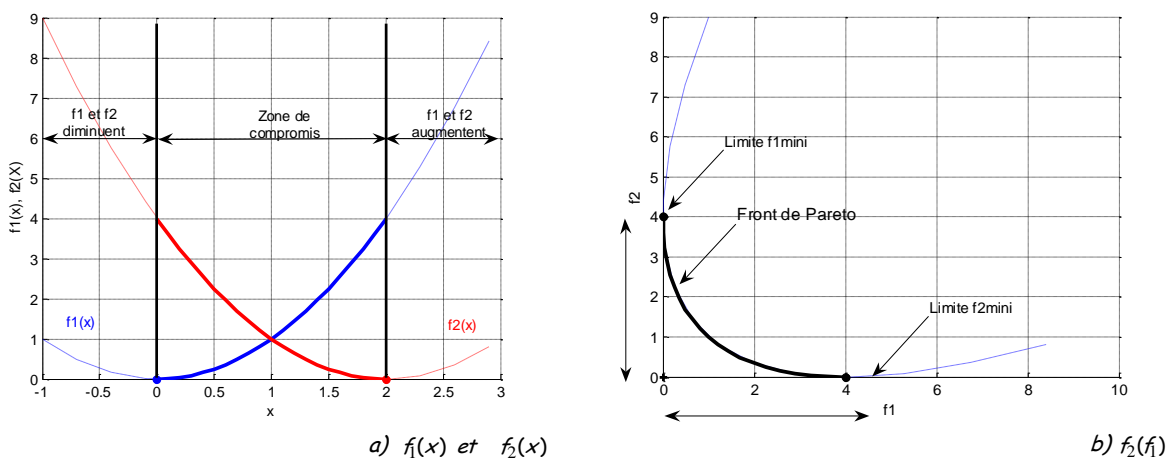 9
8
7
6
5
4
3
2
1
0
f1(x), f2(X)
f1 et f2
diminuent
Zone de
compromis
f1 et f2
augmentent
f1(x)
f2(x)
-1
-0.5
0
0.5
1
1.5
2
2.5
3
x
a) f₁(x) et f₂(x)
9
8
7
6
5
4
3
2
1
0
f2
Limite f1mini
Front de Pareto
Limite f2mini
0
2
4
6
8
10
f1
b) f₂(f₁)